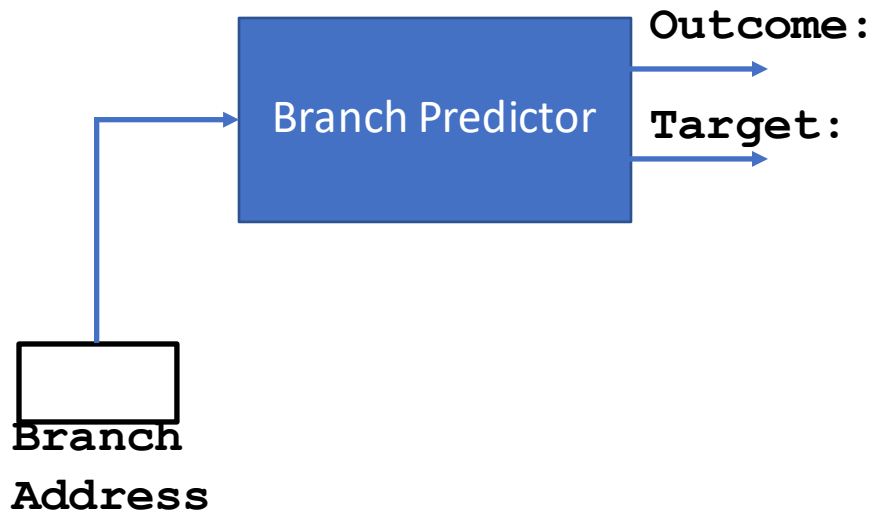 Outcome:
Branch Predictor
Target:
Branch
Address